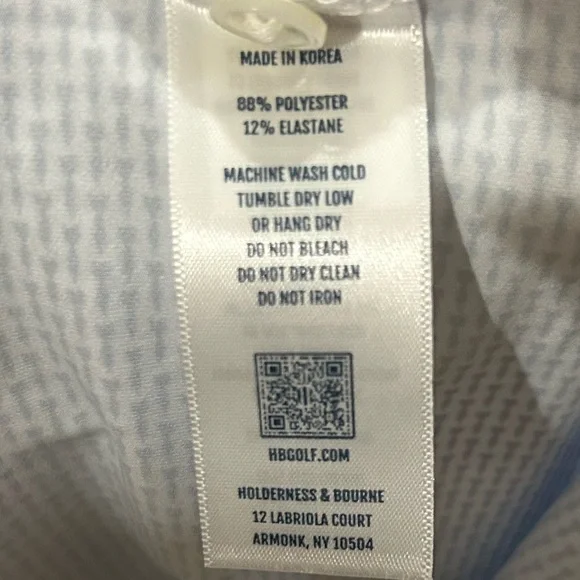 MADE IN KOREA
88% POLYESTER
12% ELASTANE
MACHINE WASH COLD
TUMBLE DRY LOW
OR HANG DRY
DO NOT BLEACH
DO NOT DRY CLEAN
DO NOT IRON
HBGOLF.COM
HOLDERNESS & BOURNE
12 LABRIOLA COURT
ARMONK, NY 10504